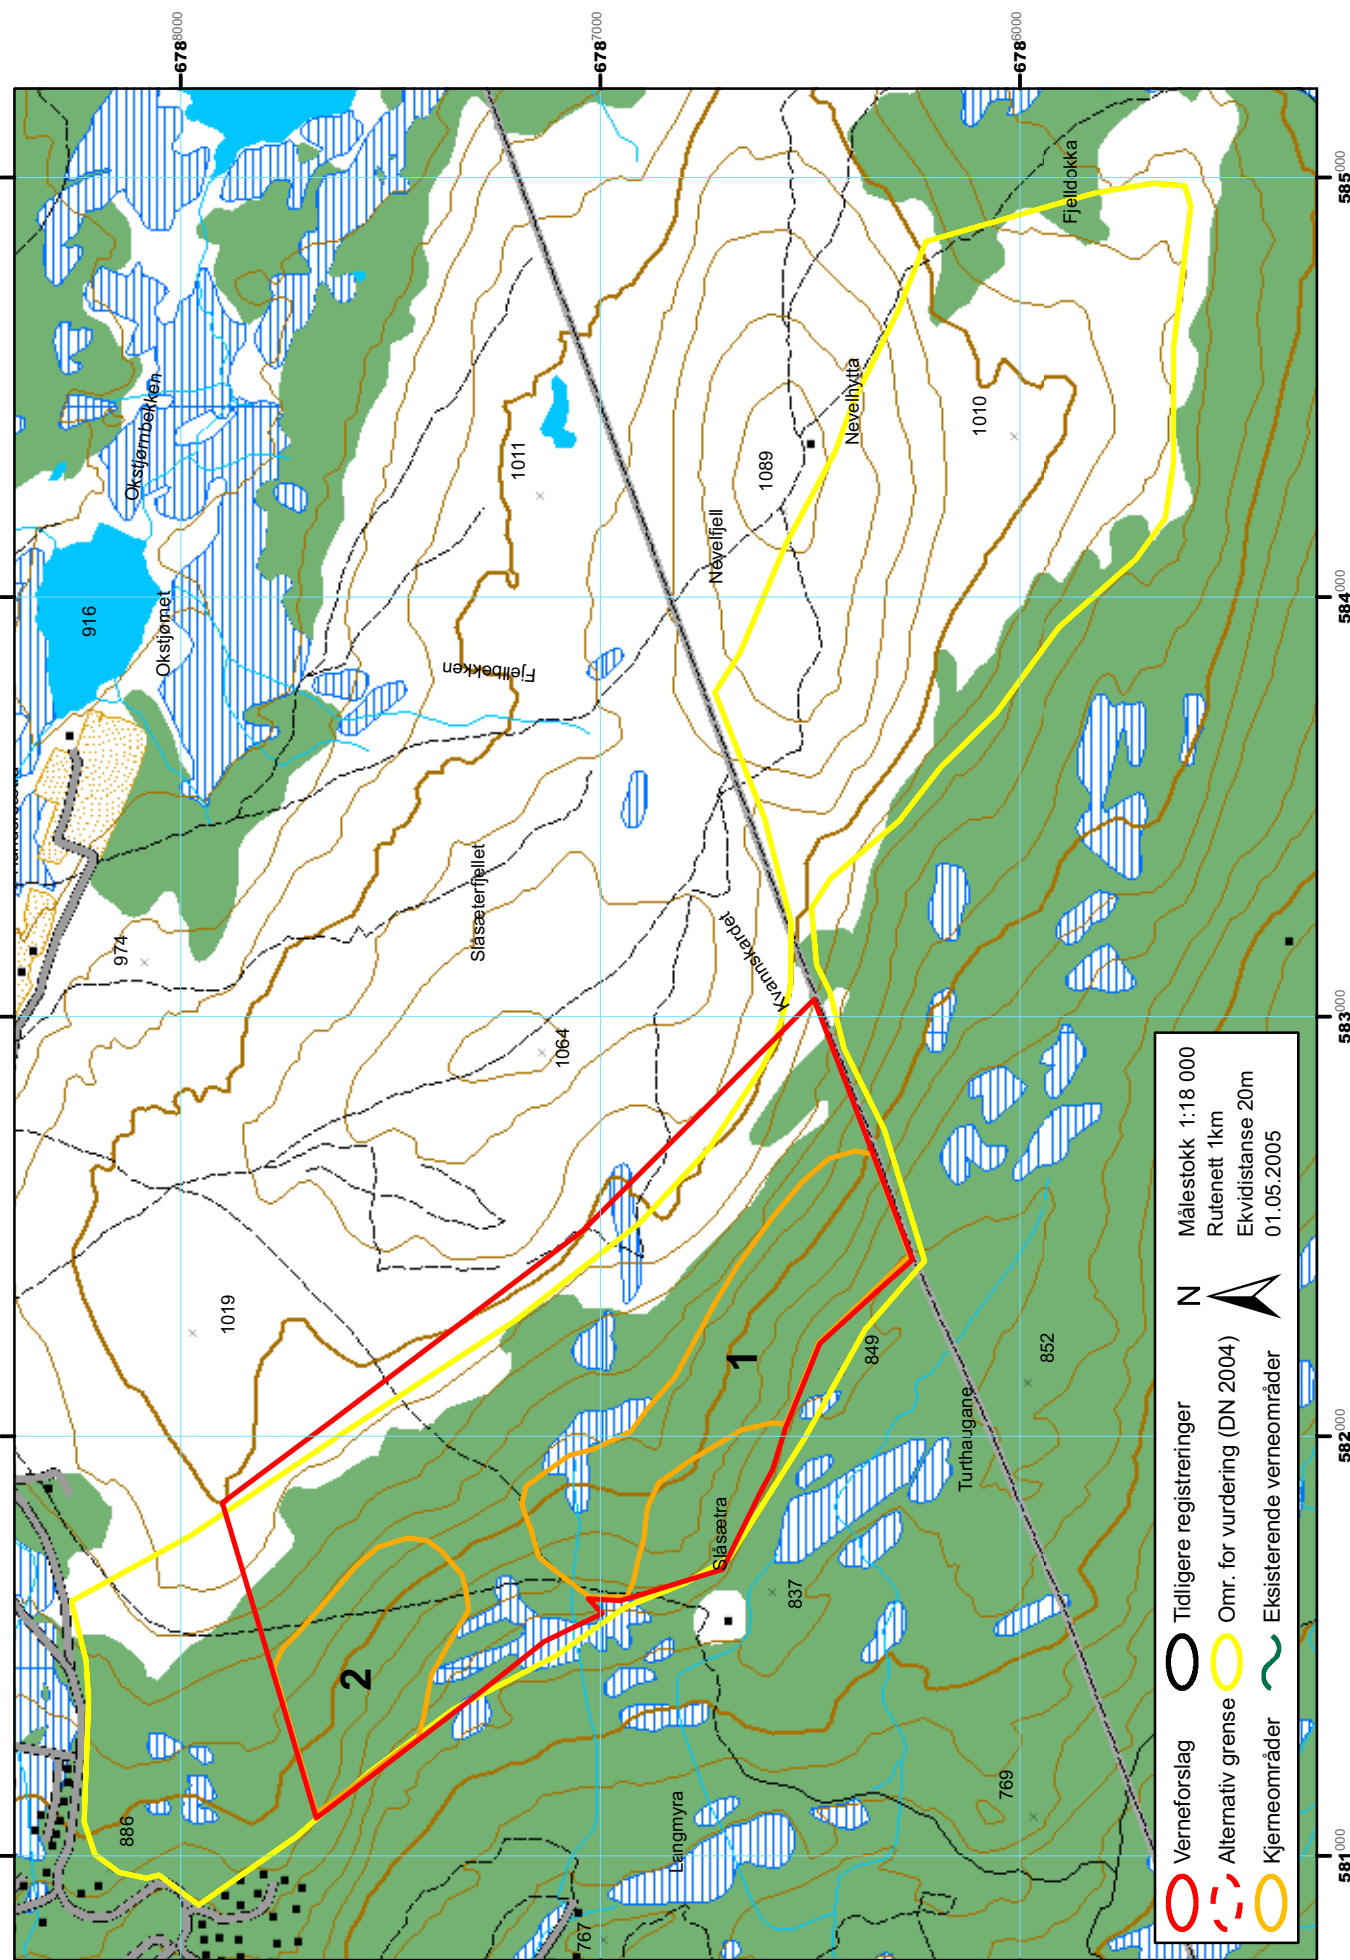 678⁸000
678⁷000
678⁶000
585000
584000
583000
582000
581000
Fjelldokka
Okstjørnbekken
1011
1089
Nevelhytta
1010
Nevelfjell
916
Okstjørnet
Fjellbekken
Slåsæterfjellet
974
Kvannskardet
1064
1019
1
849
852
Turthaugane
Slåsætra
837
2
886
769
Langmyra
767
Verneforslag
Tidligere registreringer
Alternativ grense
Omr. for vurdering (DN 2004)
Kjerneområder
Eksisterende verneområder
N
Målestokk 1:18 000
Rutenett 1km
Ekvidistanse 20m
01.05.2005